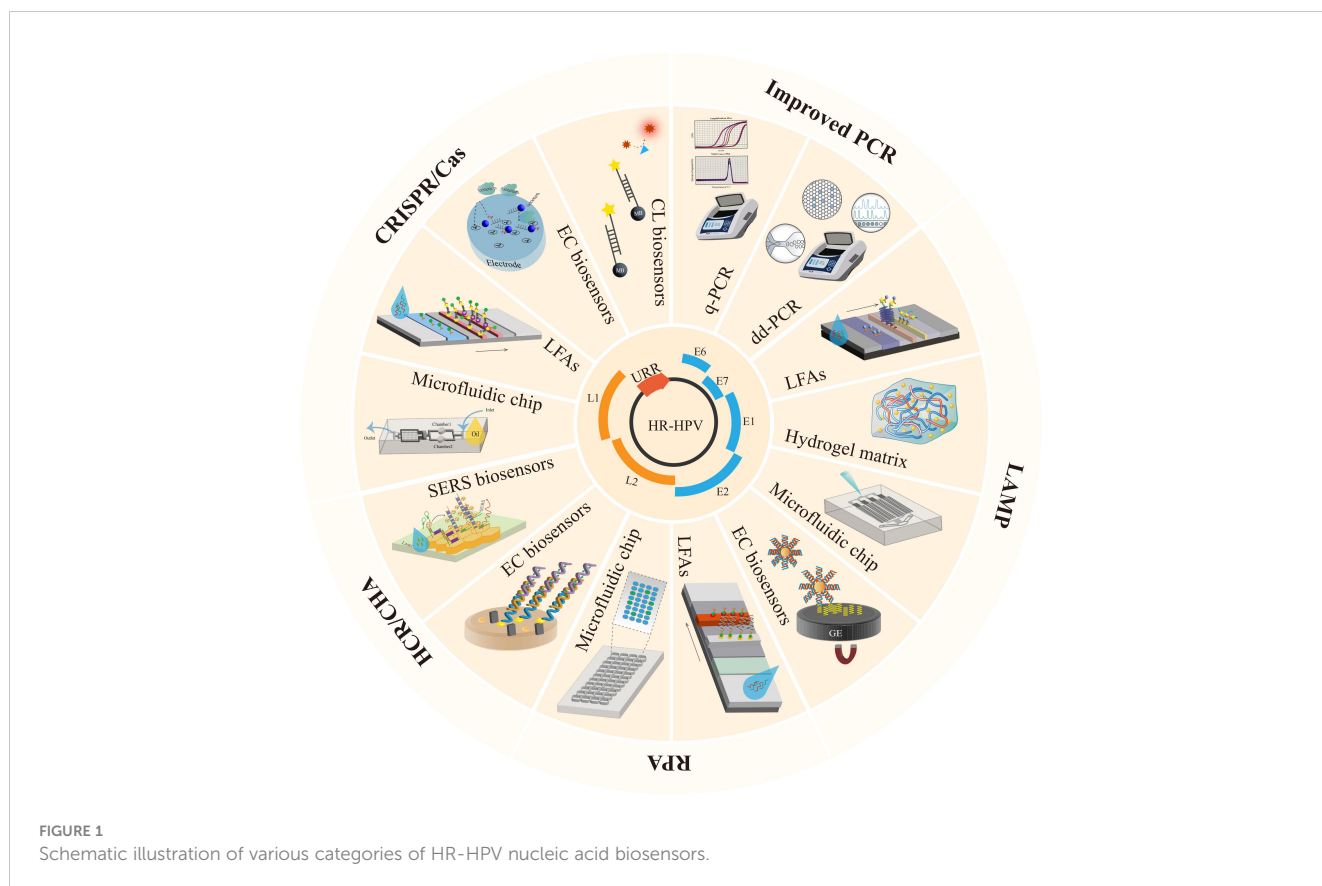 Improved PCR
CRISPR/Cas
LAMP
HCR/CHA
RPA
q-PCR
dd-PCR
LFAs
Hydrogel matrix
Microfluidic chip
EC biosensors
GE
LFAs
Microfluidic chip
EC biosensors
SERS biosensors
Microfluidic chip
Inlet
Outlet
Chamber1
Chamber2
Oil
LFAs
EC biosensors
Electrode
CL biosensors
MB
MB
URR
E6
E7
E1
E2
L2
L1
HR-HPV
FIGURE 1
Schematic illustration of various categories of HR-HPV nucleic acid biosensors.